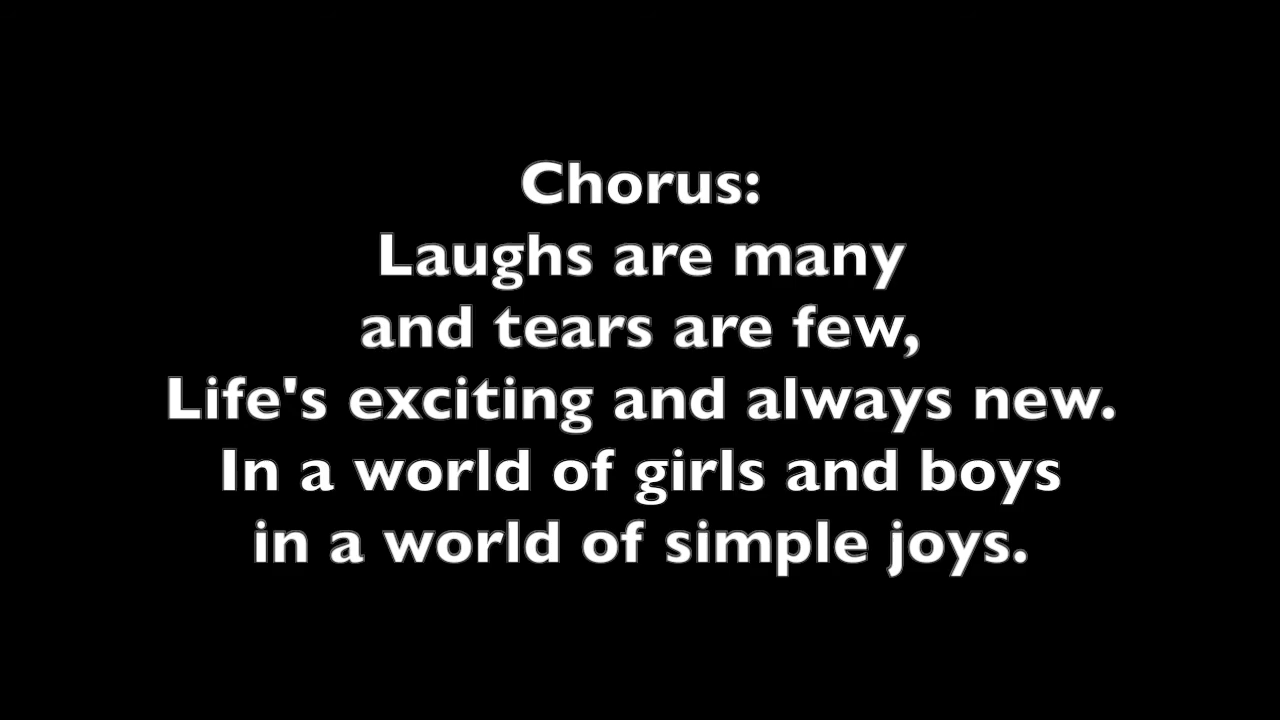 Chorus:
Laughs are many
and tears are few,
Life's exciting and always new.
In a world of girls and boys
in a world of simple joys.